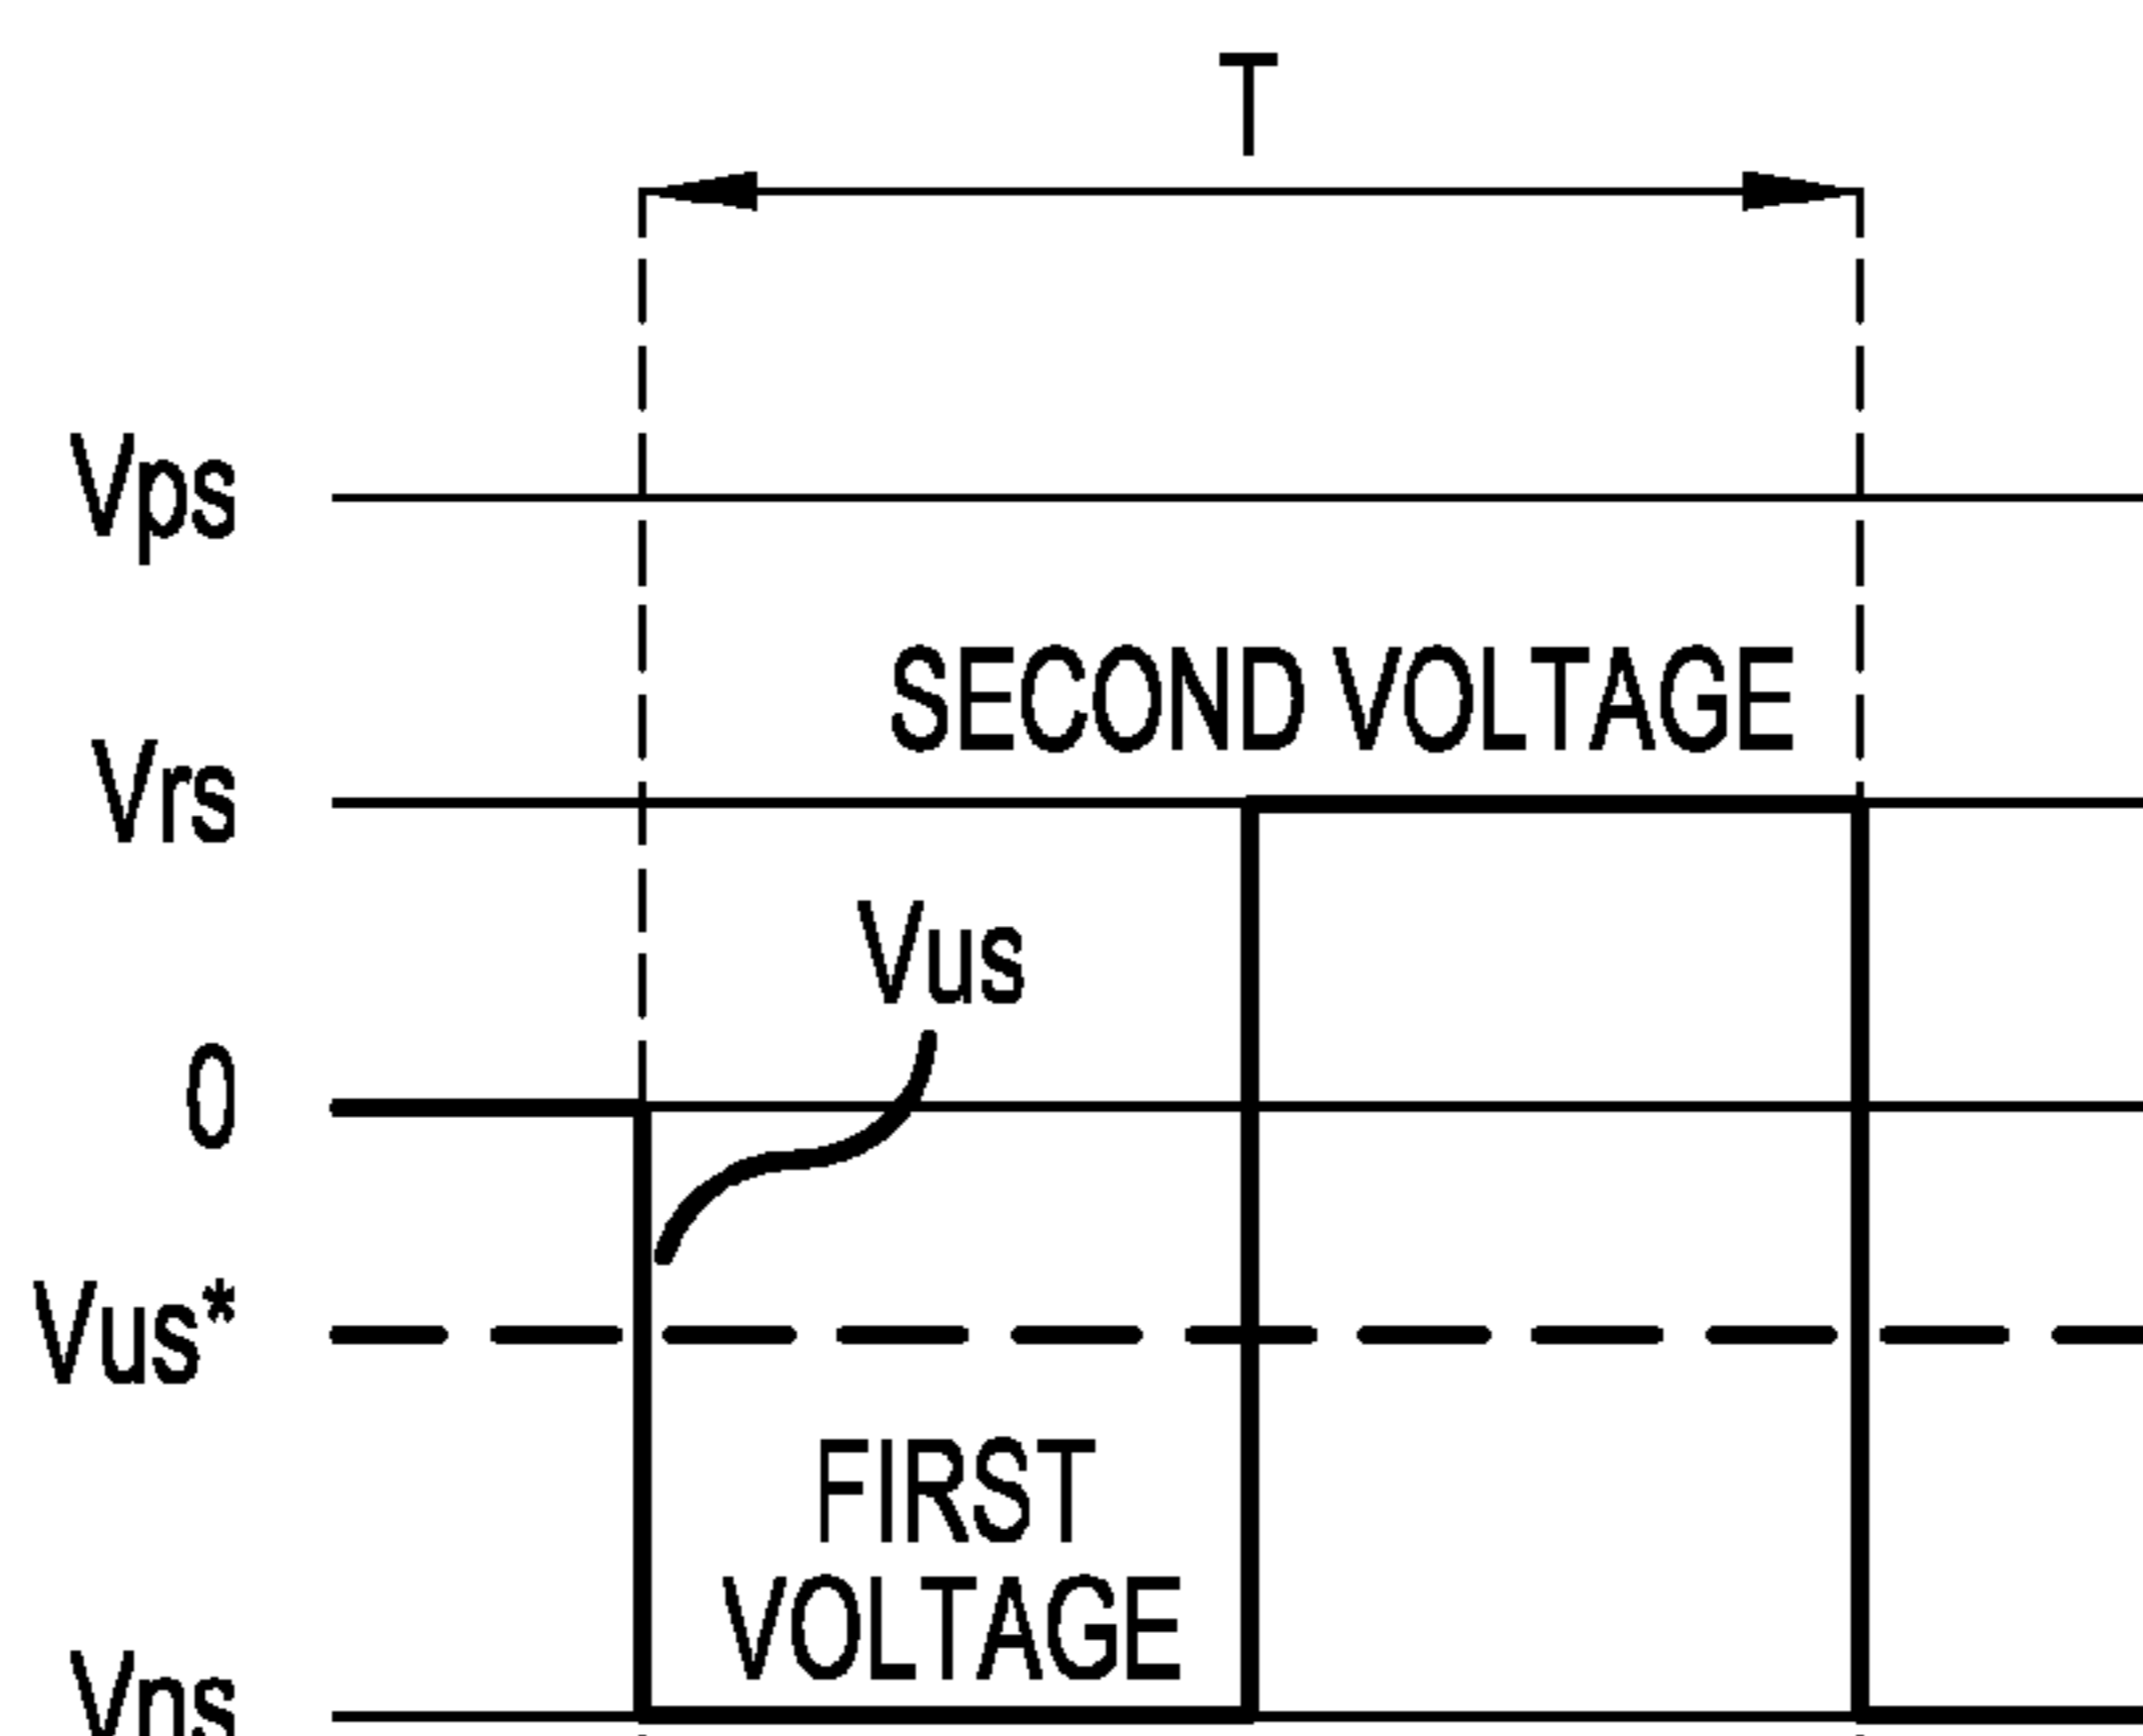 T
Vps
SECOND VOLTAGE
Vrs
Vus
0
Vus*
FIRST
VOLTAGE
Vns